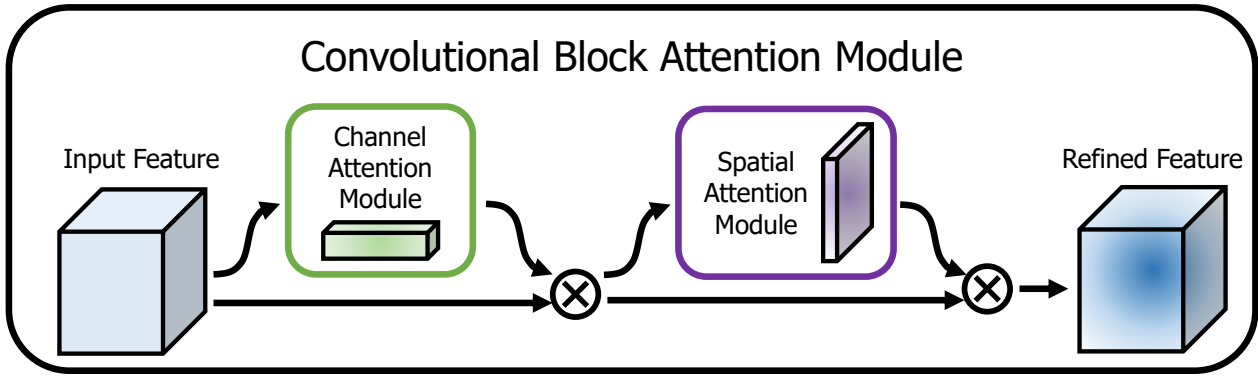 Convolutional Block Attention Module
Input Feature
Channel
Attention
Module
Spatial
Attention
Module
Refined Feature